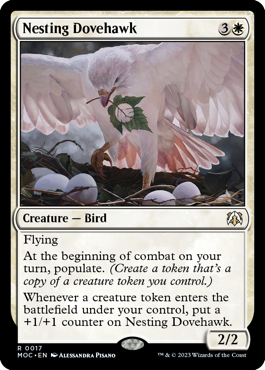 Nesting Dovehawk 3
Creature — Bird
Flying
At the beginning of combat on your
turn, populate. (Create a token that's a
copy of a creature token you control.)
Whenever a creature token enters the
battlefield under your control, put a
+1/+1 counter on Nesting Dovehawk.
2/2
R 0017
MOC • EN Alessandra Pisano
™ & © 2023 Wizards of the Coast